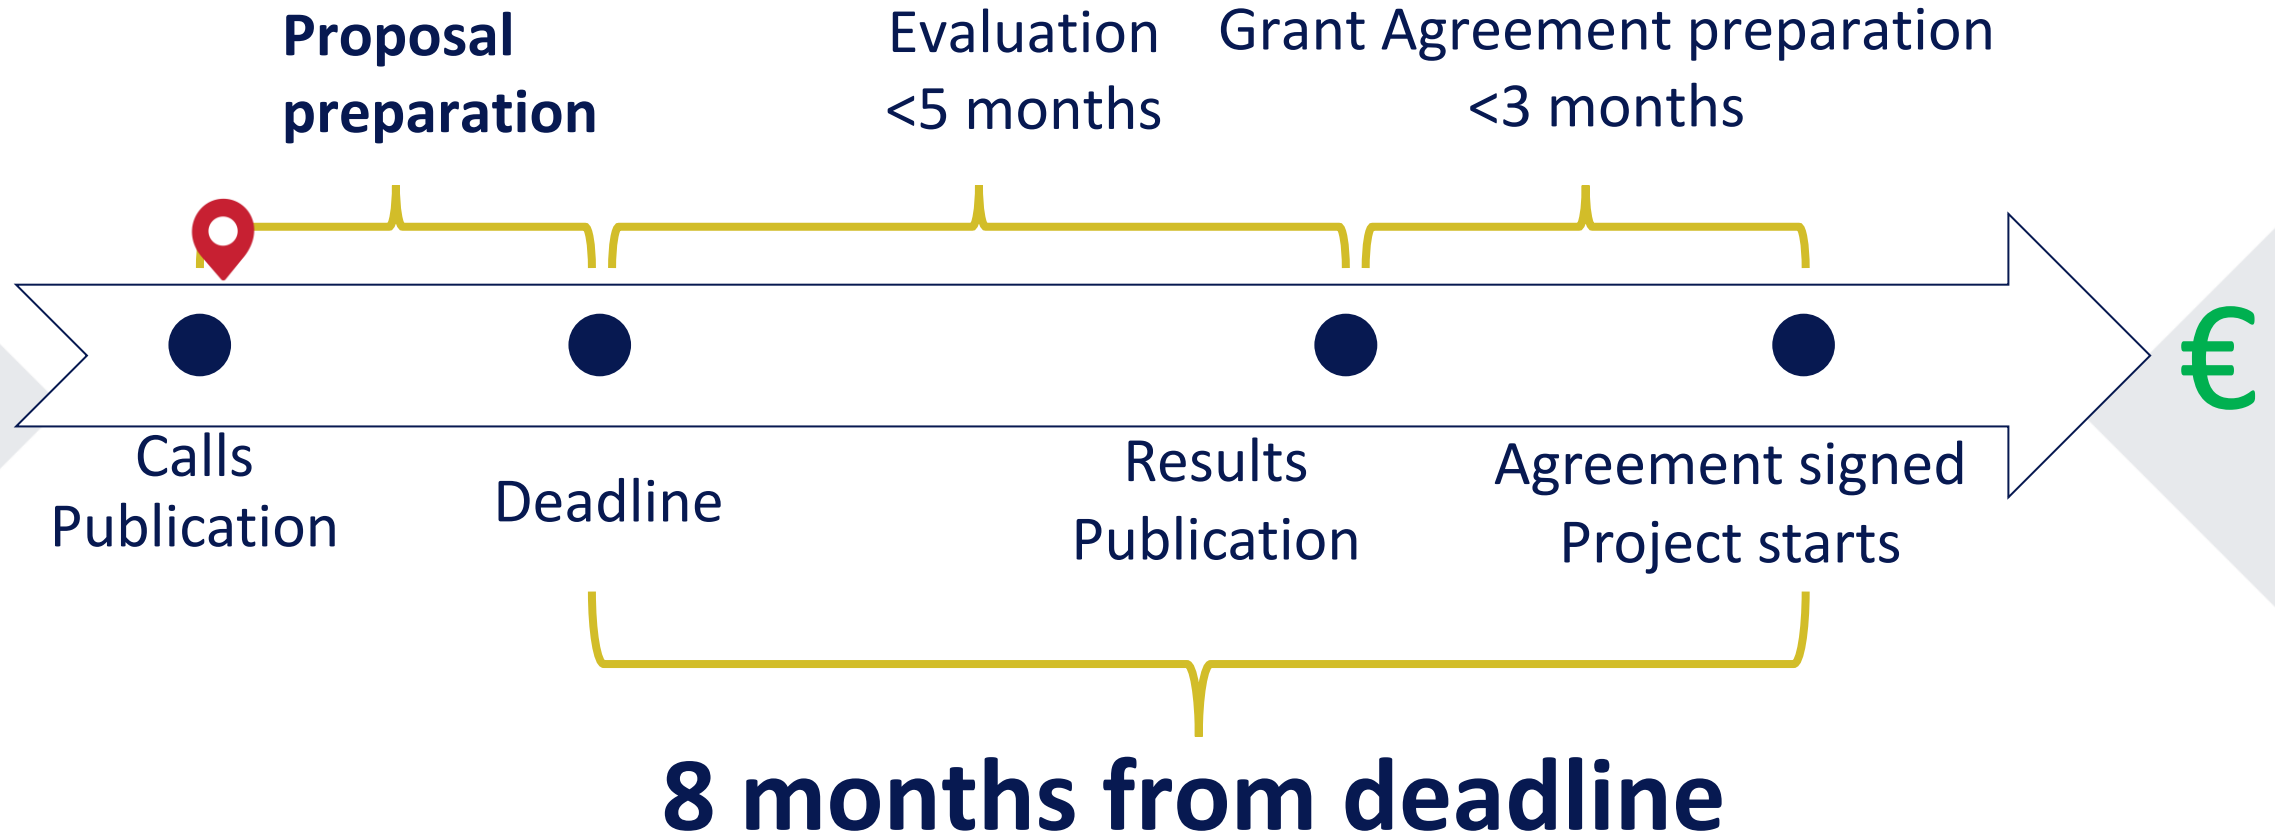 Proposal
preparation
Evaluation
<5 months
Grant Agreement preparation
<3 months
€
Calls
Publication
Deadline
Results
Publication
Agreement signed
Project starts
8 months from deadline